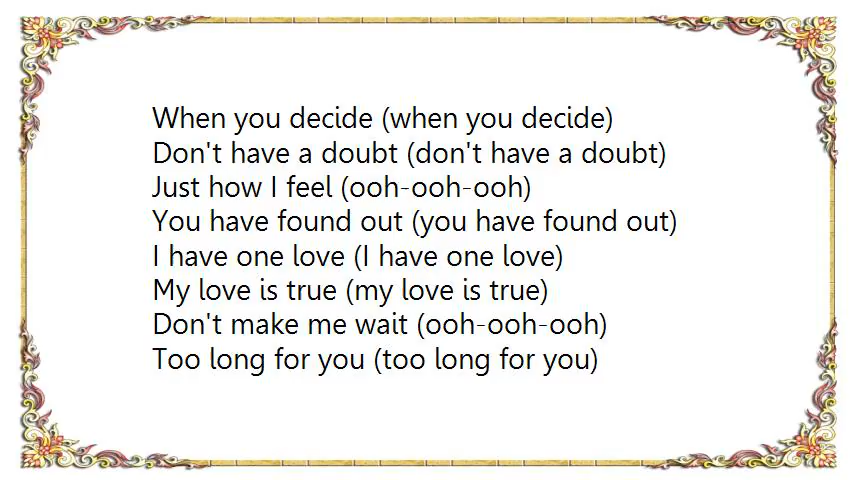 When you decide (when you decide)
Don't have a doubt (don't have a doubt)
Just how I feel (ooh-ooh-ooh)
You have found out (you have found out)
I have one love (I have one love)
My love is true (my love is true)
Don't make me wait (ooh-ooh-ooh)
Too long for you (too long for you)